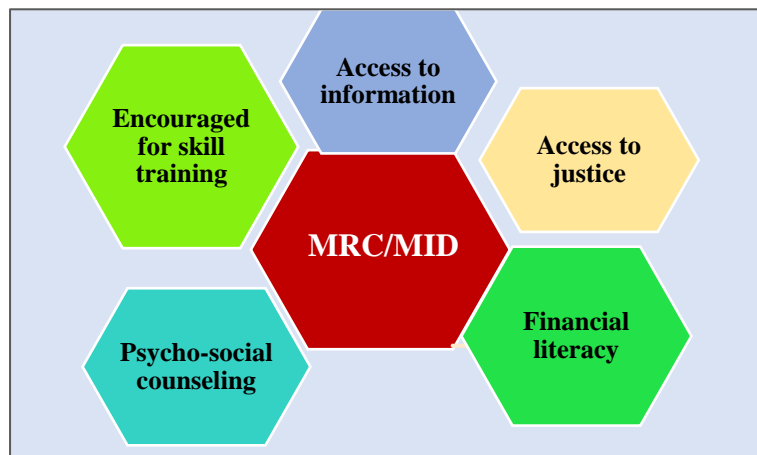 Access to
information
Encouraged
for skill
training
Access to
justice
MRC/MID
Financial
literacy
Psycho-social
counseling